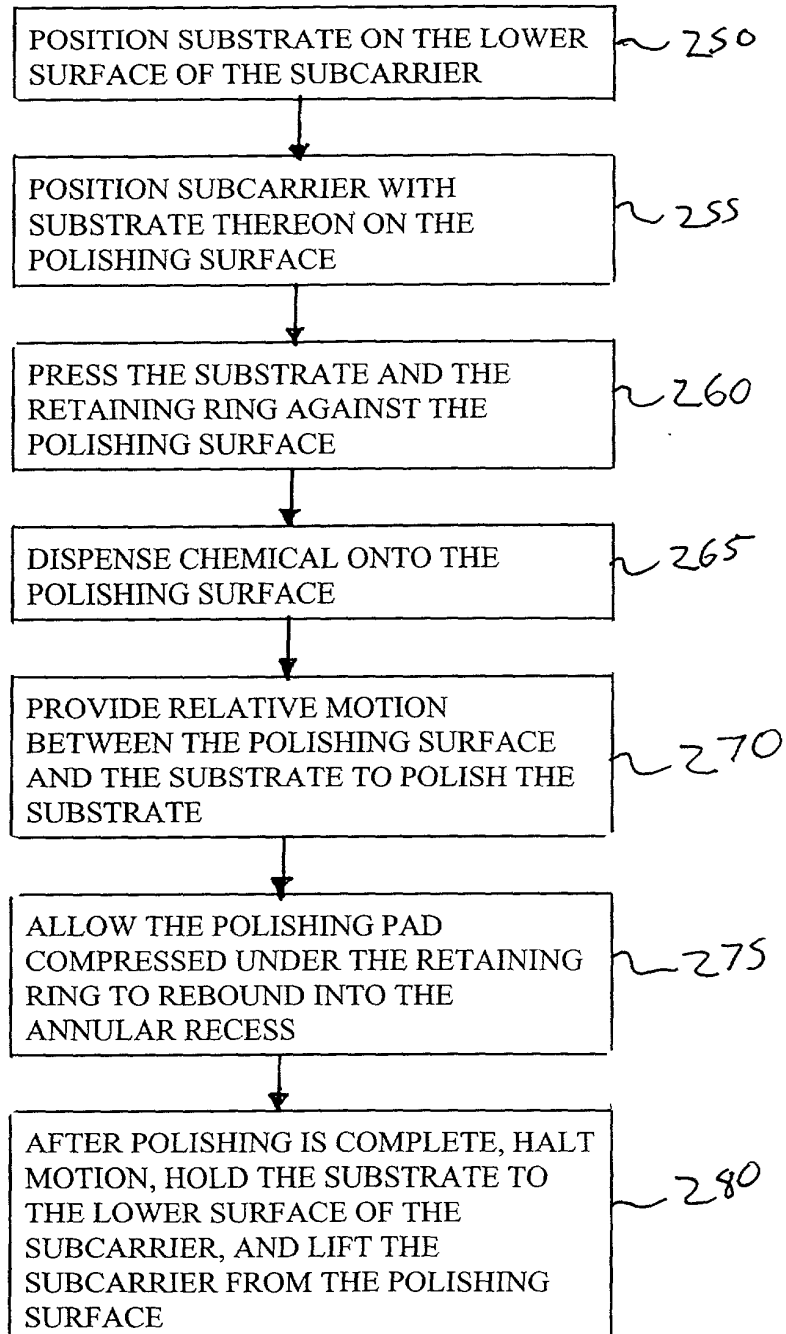 POSITION SUBSTRATE ON THE LOWER
SURFACE OF THE SUBCARRIER
250
POSITION SUBCARRIER WITH
SUBSTRATE THEREON ON THE
POLISHING SURFACE
255
PRESS THE SUBSTRATE AND THE
RETAINING RING AGAINST THE
POLISHING SURFACE
260
DISPENSE CHEMICAL ONTO THE
POLISHING SURFACE
265
PROVIDE RELATIVE MOTION
BETWEEN THE POLISHING SURFACE
AND THE SUBSTRATE TO POLISH THE
SUBSTRATE
270
ALLOW THE POLISHING PAD
COMPRESSED UNDER THE RETAINING
RING TO REBOUND INTO THE
ANNULAR RECESS
275
AFTER POLISHING IS COMPLETE, HALT
MOTION, HOLD THE SUBSTRATE TO
THE LOWER SURFACE OF THE
SUBCARRIER, AND LIFT THE
SUBCARRIER FROM THE POLISHING
SURFACE
280